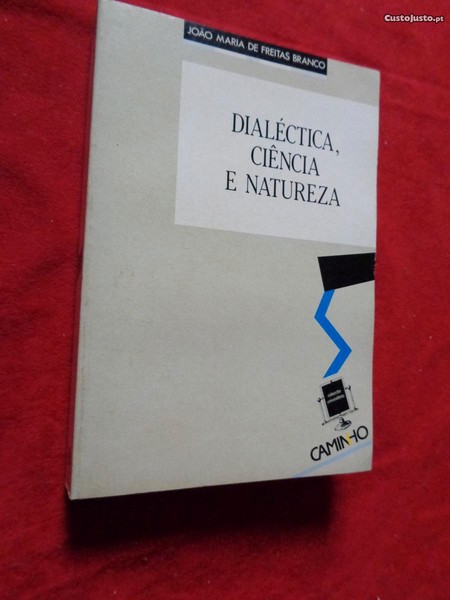 CustoJusto.pt
JOÃO MARIA DE FREITAS BRANCO
DIALÉCTICA,
CIÊNCIA
E NATUREZA
CAMINHO